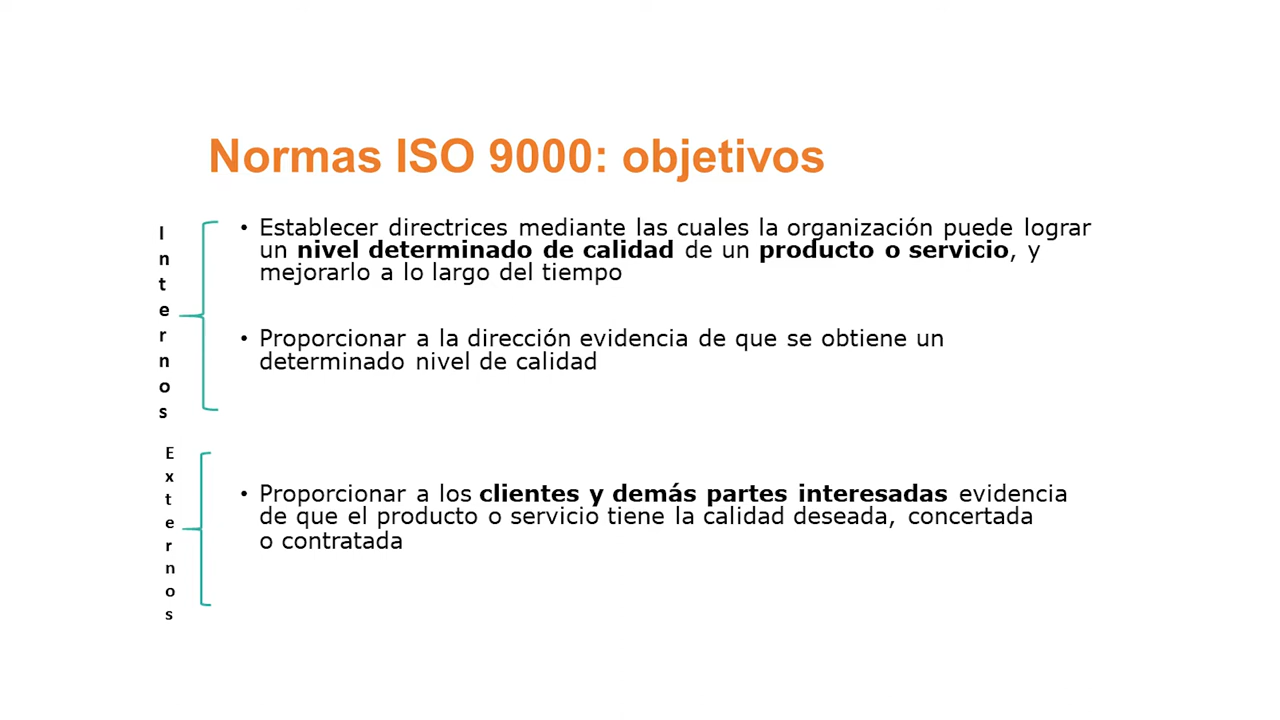 Normas ISO 9000: objetivos
Internos
• Establecer directrices mediante las cuales la organización puede lograr
un nivel determinado de calidad de un producto o servicio, y
mejorarlo a lo largo del tiempo
• Proporcionar a la dirección evidencia de que se obtiene un
determinado nivel de calidad
Externos
• Proporcionar a los clientes y demás partes interesadas evidencia
de que el producto o servicio tiene la calidad deseada, concertada
o contratada